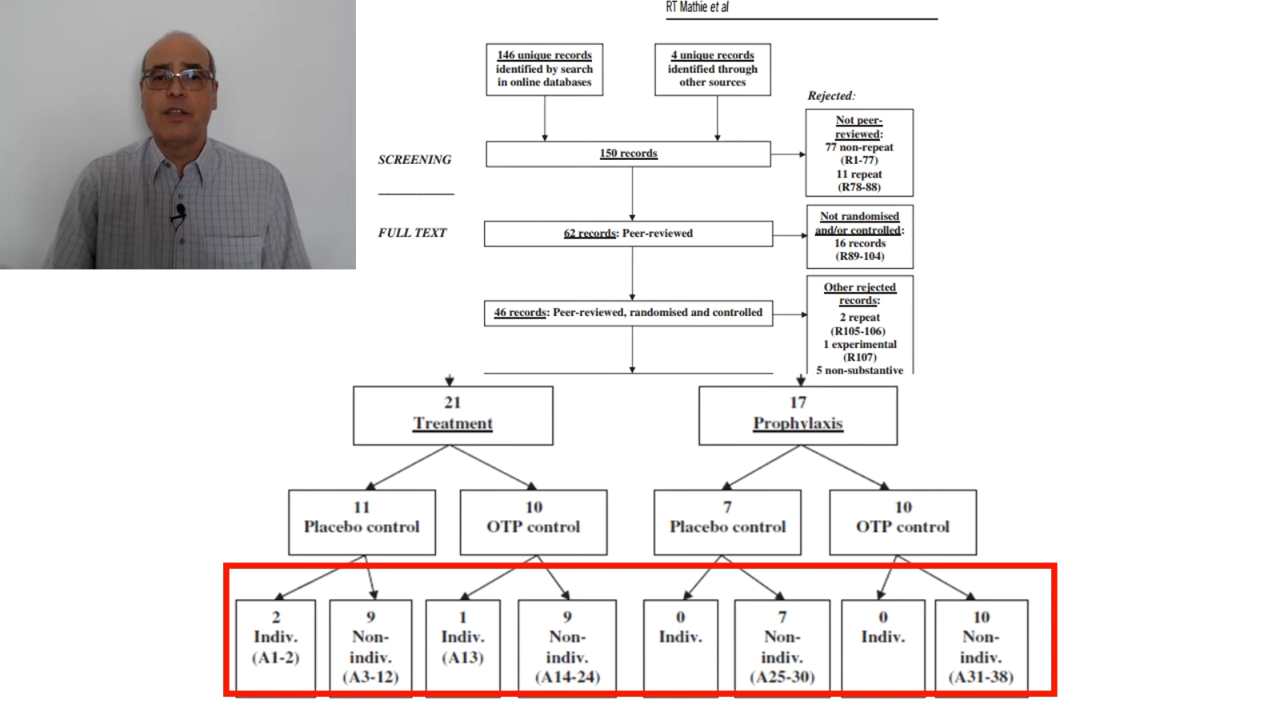 RT Mathie et al
146 unique records
identified by search
in online databases
4 unique records
identified through
other sources
Rejected:
Not peer-
reviewed:
77 non-repeat
(R1-77)
11 repeat
(R78-88)
SCREENING
150 records
FULL TEXT
62 records: Peer-reviewed
Not randomised
and/or controlled:
16 records
(R89-104)
46 records: Peer-reviewed, randomised and controlled
Other rejected
records:
2 repeat
(R105-106)
1 experimental
(R107)
5 non-substantive
21
Treatment
17
Prophylaxis
11
Placebo control
10
OTP control
7
Placebo control
10
OTP control
2
Indiv.
(A1-2)
9
Non-
indiv.
(A3-12)
1
Indiv.
(A13)
9
Non-
indiv.
(A14-24)
0
Indiv.
7
Non-
indiv.
(A25-30)
0
Indiv.
10
Non-
indiv.
(A31-38)